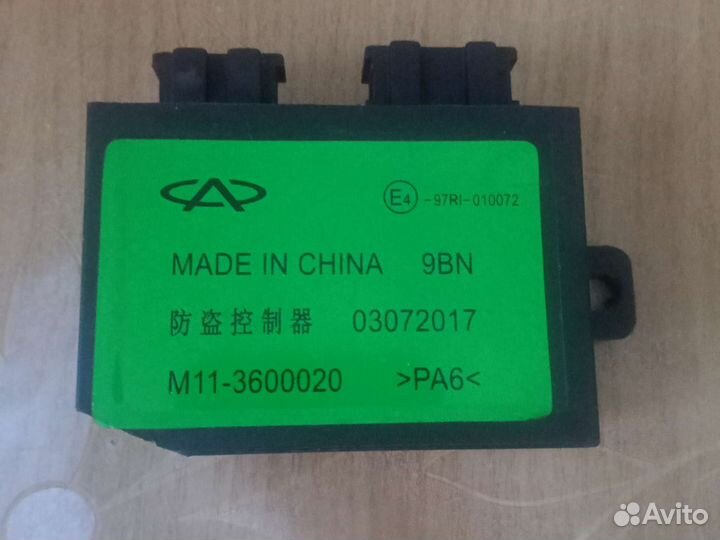 E4 -97RI-010072
MADE IN CHINA 9BN
防盗控制器 03072017
M11-3600020 >PA6<
Avito